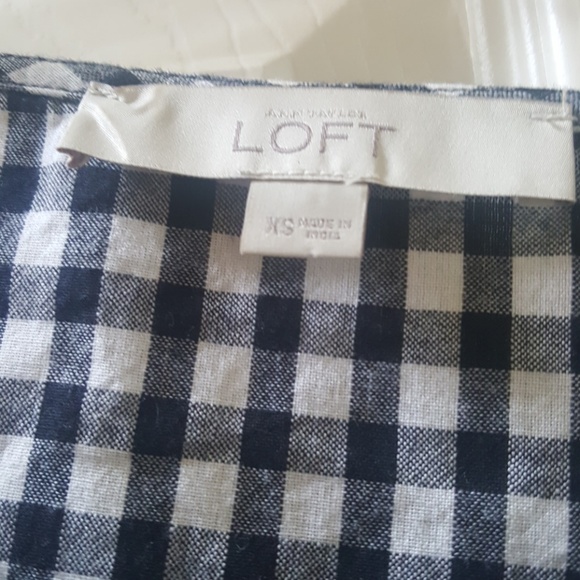 ANN TAYLOR
LOFT
XS MADE IN
INDIA